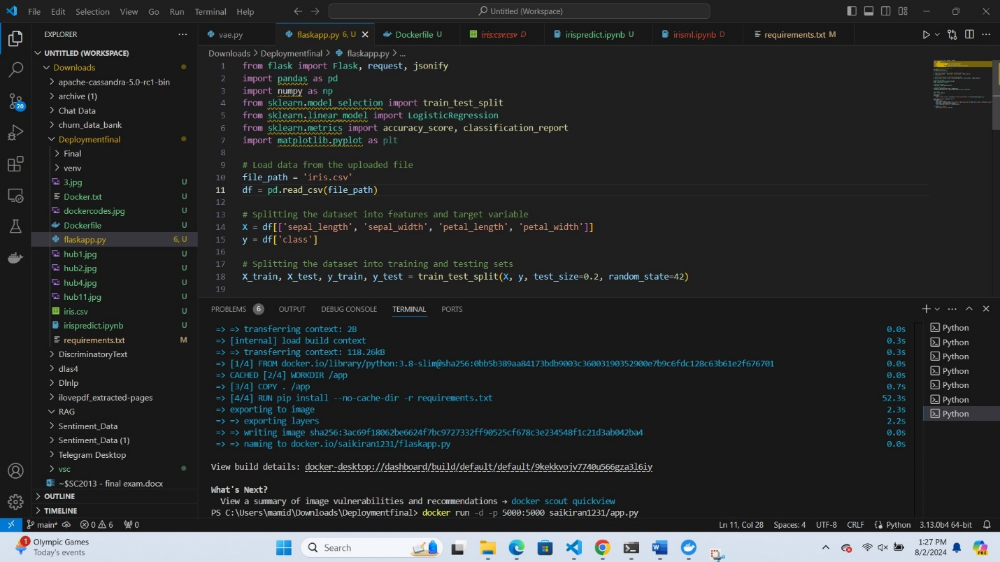 File Edit Selection View Go Run Terminal Help
Untitled (Workspace)
EXPLORER
UNTITLED (WORKSPACE)
Downloads
apache-cassandra-5.0-rc1-bin
archive (1)
Chat Data
churn_data_bank
Deploymentfinal
Final
venv
3.jpg U
Docker.txt U
dockercodes.jpg U
Dockerfile U
flaskapp.py 6, U
hub1.jpg U
hub2.jpg U
hub4.jpg U
hub11.jpg U
iris.csv U
irispredict.ipynb U
requirements.txt M
DiscriminatoryText
dlas4
Dlnlp
ilovepdf_extracted-pages
RAG
Sentiment_Data
Sentiment_Data (1)
Telegram Desktop
vsc
~$SC2013 - final exam.docx
OUTLINE
TIMELINE
20
vae.py flaskapp.py 6, U Dockerfile U iris.csv.csv D irispredict.ipynb U irisml.ipynb D requirements.txt M
Downloads > Deploymentfinal > flaskapp.py > ...
1 from flask import Flask, request, jsonify
2 import pandas as pd
3 import numpy as np
4 from sklearn.model_selection import train_test_split
5 from sklearn.linear_model import LogisticRegression
6 from sklearn.metrics import accuracy_score, classification_report
7 import matplotlib.pyplot as plt
8
9 # Load data from the uploaded file
10 file_path = 'iris.csv'
11 df = pd.read_csv(file_path)
12
13 # Splitting the dataset into features and target variable
14 X = df[['sepal_length', 'sepal_width', 'petal_length', 'petal_width']]
15 y = df['class']
16
17 # Splitting the dataset into training and testing sets
18 X_train, X_test, y_train, y_test = train_test_split(X, y, test_size=0.2, random_state=42)
19
PROBLEMS 6 OUTPUT DEBUG CONSOLE TERMINAL PORTS
=> => transferring context: 2B 0.0s
=> [internal] load build context 0.3s
=> => transferring context: 118.26kB 0.3s
=> [1/4] FROM docker.io/library/python:3.8-slim@sha256:0bb5b389aa84173bdb9003c36003190352900e7b9c6fdc128c63b61e2f676701 0.0s
=> CACHED [2/4] WORKDIR /app 0.0s
=> [3/4] COPY . /app 0.7s
=> [4/4] RUN pip install --no-cache-dir -r requirements.txt 52.3s
=> exporting to image 2.3s
=> => exporting layers 2.2s
=> => writing image sha256:3ac69f18062be6624f7bc9727332ff90525cf678c3e234548f1c21d3ab042ba4 0.0s
=> => naming to docker.io/saikiran1231/flaskapp.py 0.0s
View build details: docker-desktop://dashboard/build/default/default/9kekkvojv7740u566gza3l6iy
What's Next?
View a summary of image vulnerabilities and recommendations → docker scout quickview
PS C:\Users\mamid\Downloads\Deploymentfinal> docker run -d -p 5000:5000 saikiran1231/app.py
Python
Python
Python
Python
Python
Python
Python
main* 0 6 0 Ln 11, Col 28 Spaces: 4 UTF-8 CRLF Python 3.13.0b4 64-bit
1 Olympic Games
Today's events
Search
PRE
1:27 PM
8/2/2024